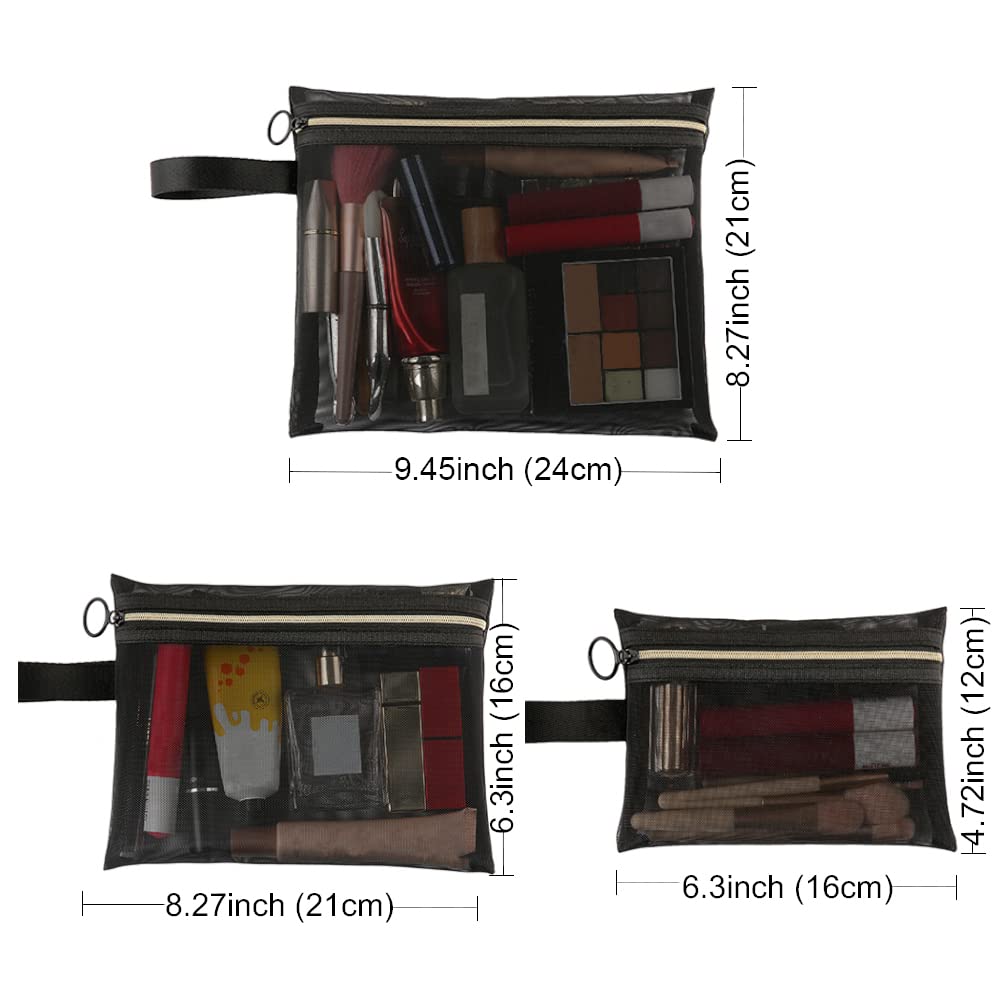 8.27inch (21cm)
9.45inch (24cm)
6.3inch (16cm)
8.27inch (21cm)
4.72inch (12cm)
6.3inch (16cm)